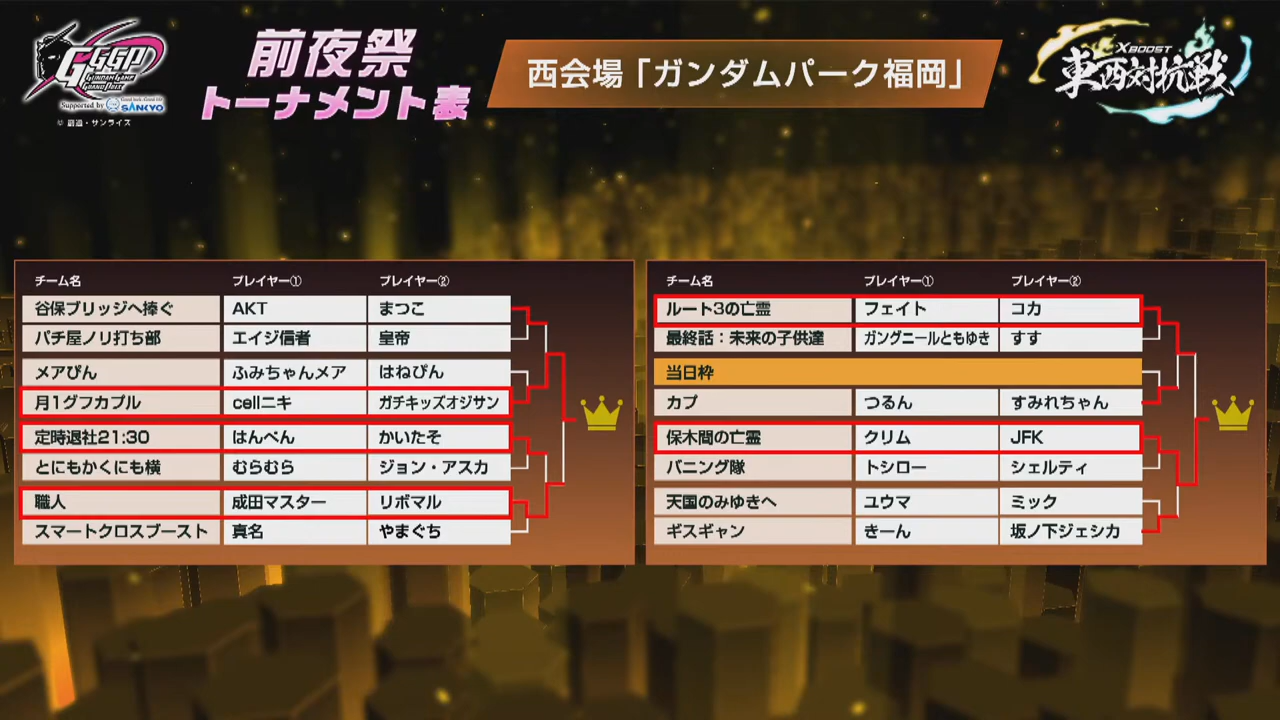 GGGP
GUNDAM GAME
GRAND PRIX
Supported by SANKYO
© 創通・サンライズ
前夜祭
トーナメント表
西会場「ガンダムパーク福岡」
XBOOST
東西対抗戦
チーム名 プレイヤー① プレイヤー②
谷保ブリッジへ捧ぐ AKT まつこ
パチ屋ノリ打ち部 エイジ信者 皇帝
メアぴん ふみちゃんメア はねぴん
月1グフカプル cellニキ ガチキッズオジサン
定時退社21:30 はんぺん かいたそ
とにもかくにも横 むらむら ジョン・アスカ
職人 成田マスター リボマル
スマートクロスブースト 真名 やまぐち
チーム名 プレイヤー① プレイヤー②
ルート3の亡霊 フェイト コカ
最終話:未来の子供達 ガングニールともゆき すす
当日枠
カプ つるん すみれちゃん
保木間の亡霊 クリム JFK
バニング隊 トシロー シェルティ
天国のみゆきへ ユウマ ミック
ギスギャン きーん 坂ノ下ジェシカ